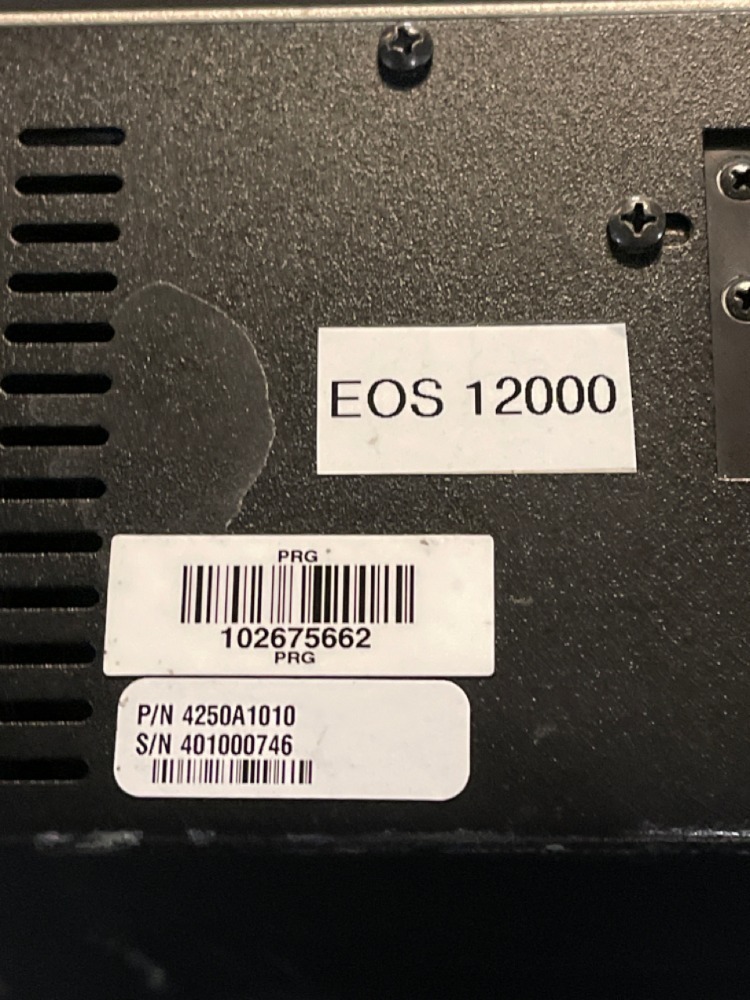 EOS 12000
PRG
102675662
PRG
P/N 4250A1010
S/N 401000746